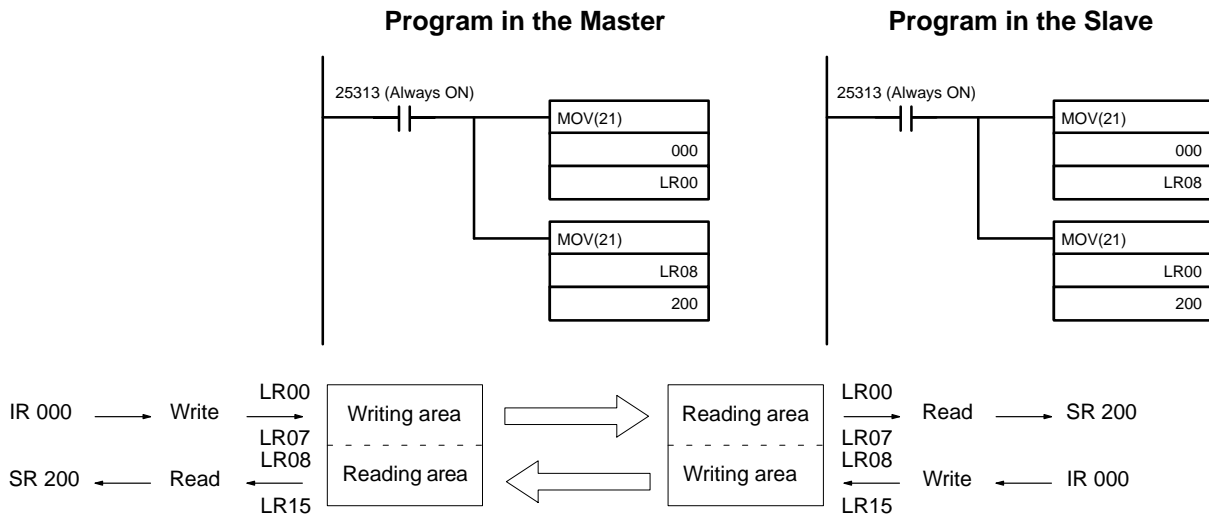 Program in the Master
Program in the Slave
25313 (Always ON)
MOV(21)
000
LR00
MOV(21)
LR08
200
25313 (Always ON)
MOV(21)
000
LR08
MOV(21)
LR00
200
IR 000 Write LR00 Writing area Reading area LR00 Read SR 200
LR07 LR07
SR 200 Read LR08 Reading area Writing area LR08 Write IR 000
LR15 LR15